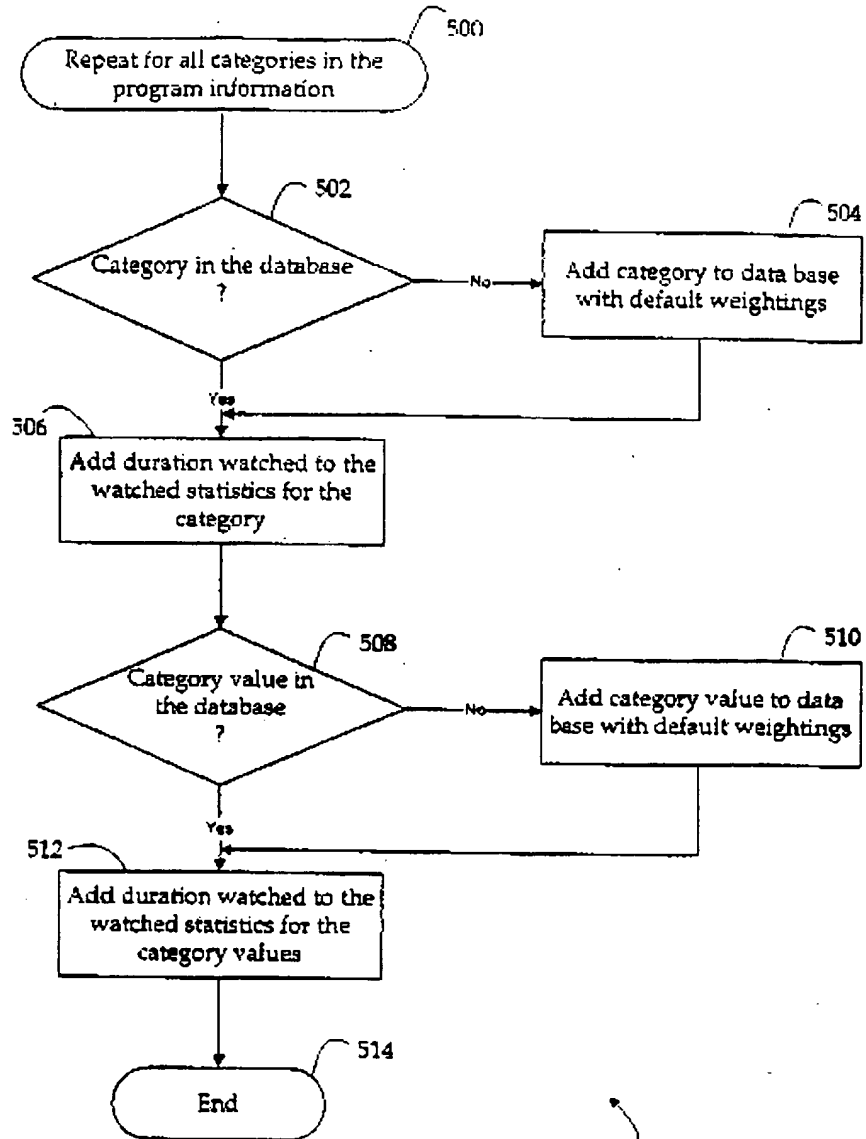 500
Repeat for all categories in the
program information
502
Category in the database
?
No
504
Add category to data base
with default weightings
Yes
306
Add duration watched to the
watched statistics for the
category
508
Category value in
the database
?
No
510
Add category value to data
base with default weightings
Yes
512
Add duration watched to the
watched statistics for the
category values
514
End